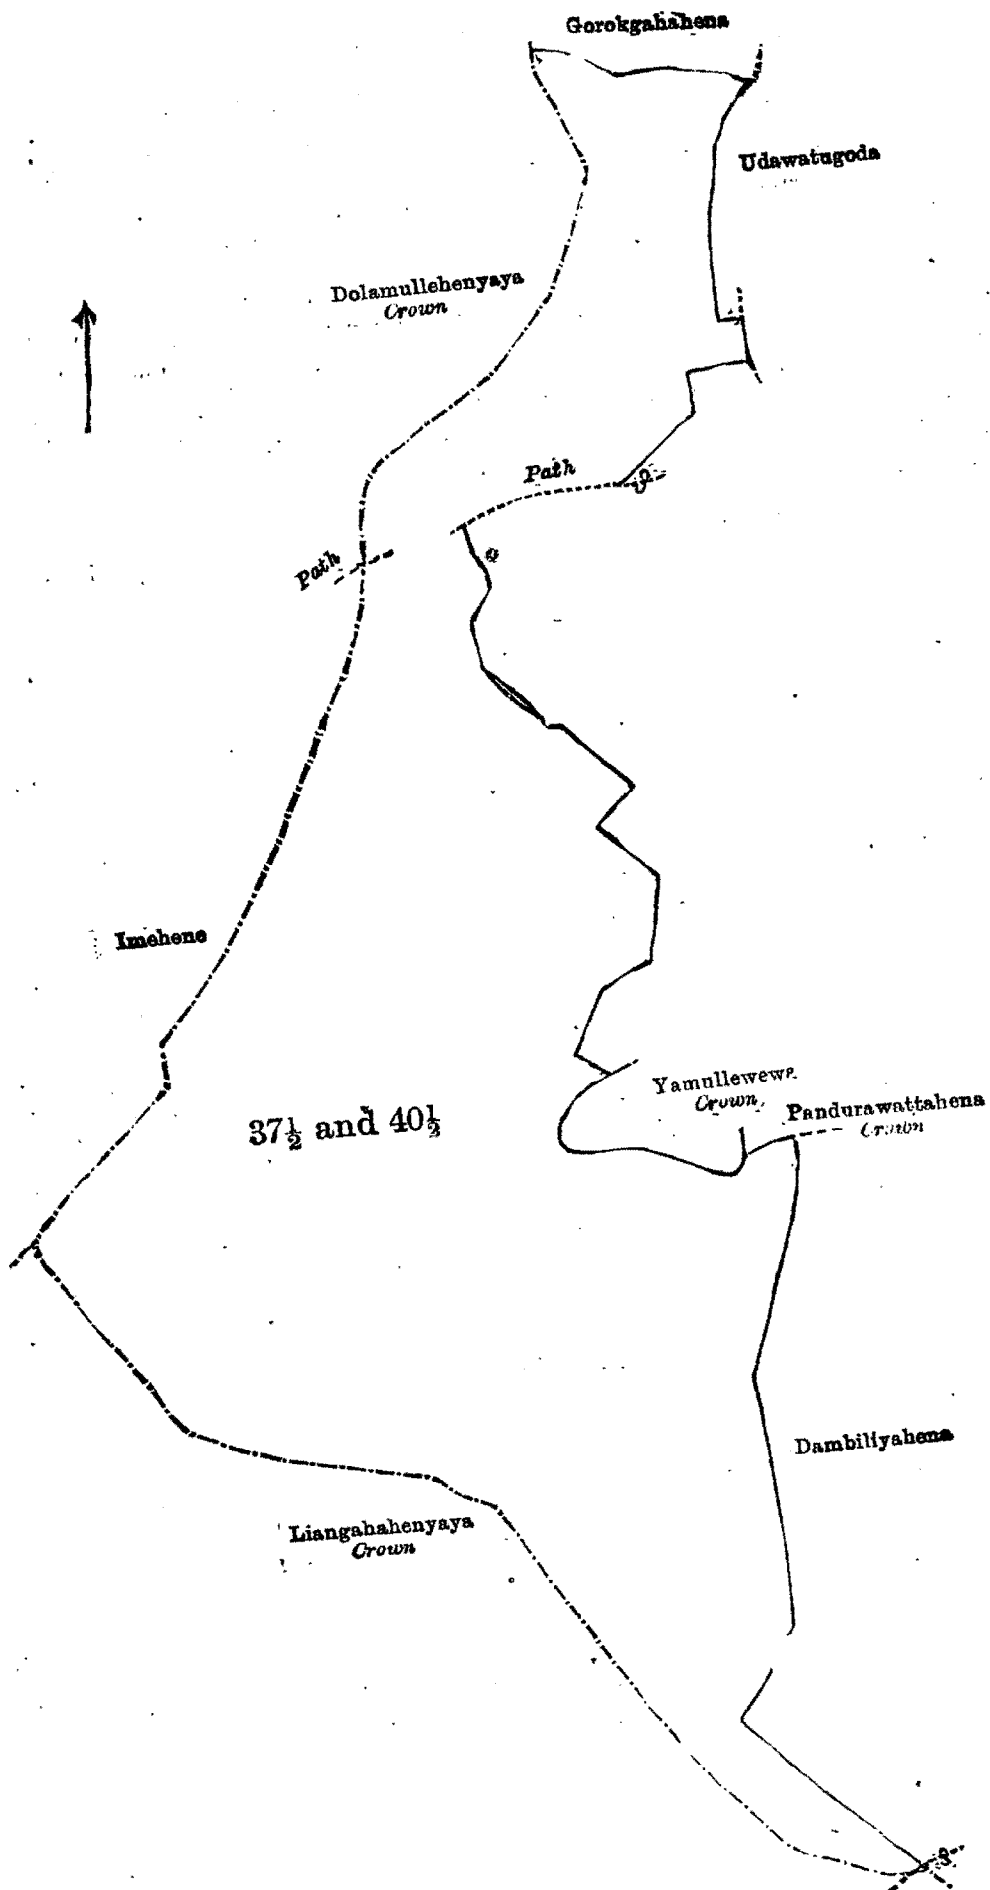 Gorokgahahena
Udawatugoda
Dolamullehenyaya
Crown
Path
Path
Imehene
Yamullewewa
Crown
Pandurawattahena
Crown
37½ and 40½
Dambiliyahena
Liangahahenyaya
Crown